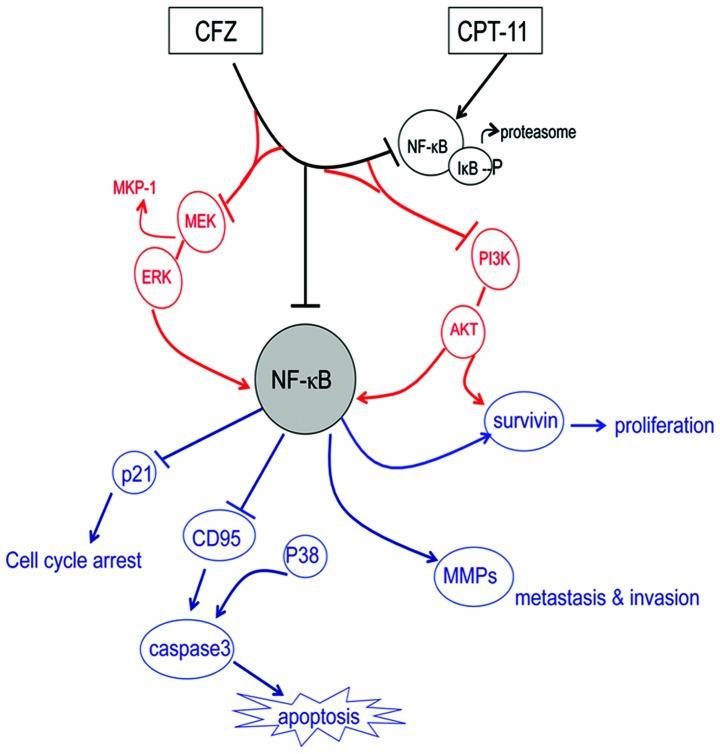 CFZ
CPT-11
NF-κB
proteasome
IκB --P
MKP-1
MEK
ERK
PI3K
AKT
NF-κB
survivin
proliferation
p21
Cell cycle arrest
CD95
P38
MMPs
metastasis & invasion
caspase3
apoptosis